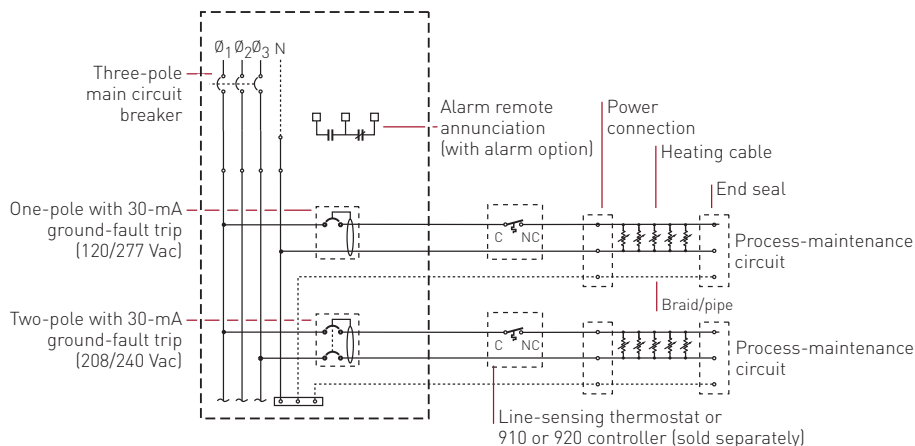 Ø1 Ø2 Ø3 N
Three-pole
main circuit
breaker
Alarm remote
annunciation
(with alarm option)
Power
connection
Heating cable
End seal
One-pole with 30-mA
ground-fault trip
(120/277 Vac)
C NC
Process-maintenance
circuit
Braid/pipe
Two-pole with 30-mA
ground-fault trip
(208/240 Vac)
C NC
Process-maintenance
circuit
Line-sensing thermostat or
910 or 920 controller (sold separately)